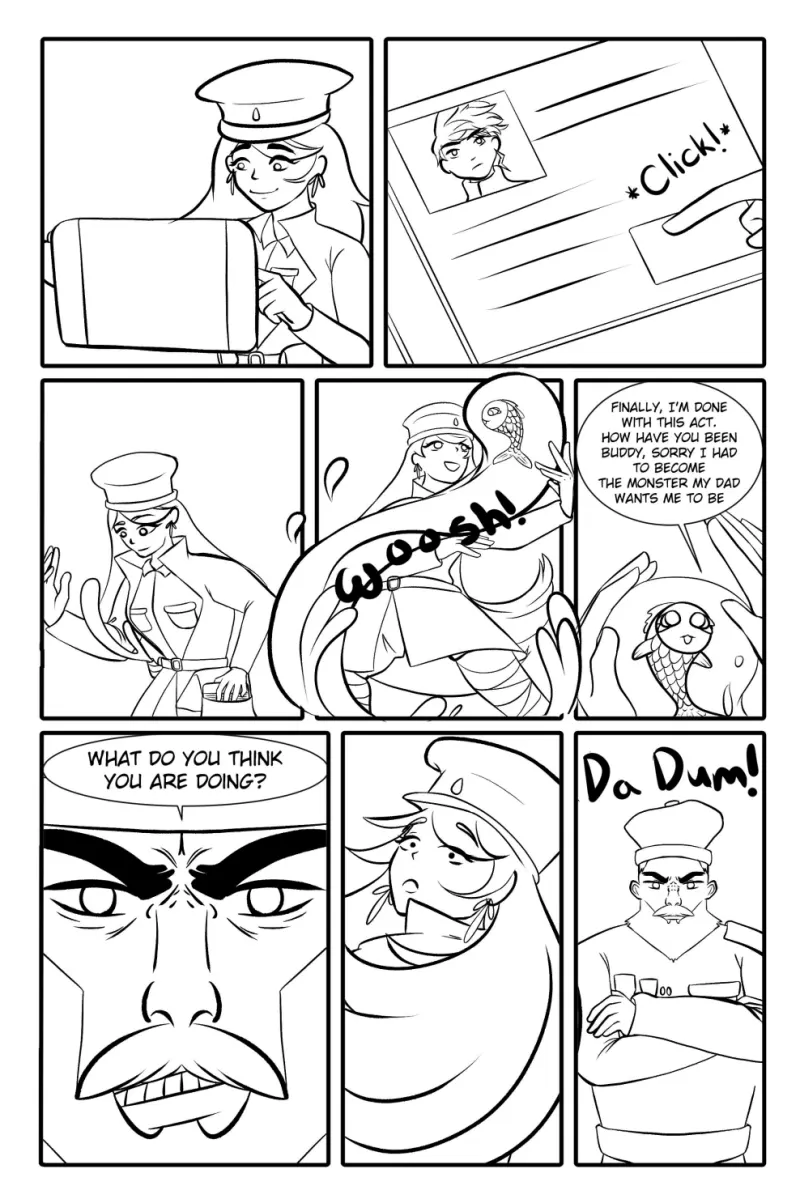 *Click!*
Woosh!
FINALLY, I'M DONE
WITH THIS ACT.
HOW HAVE YOU BEEN
BUDDY, SORRY I HAD
TO BECOME
THE MONSTER MY DAD
WANTS ME TO BE
WHAT DO YOU THINK
YOU ARE DOING?
Da Dum!